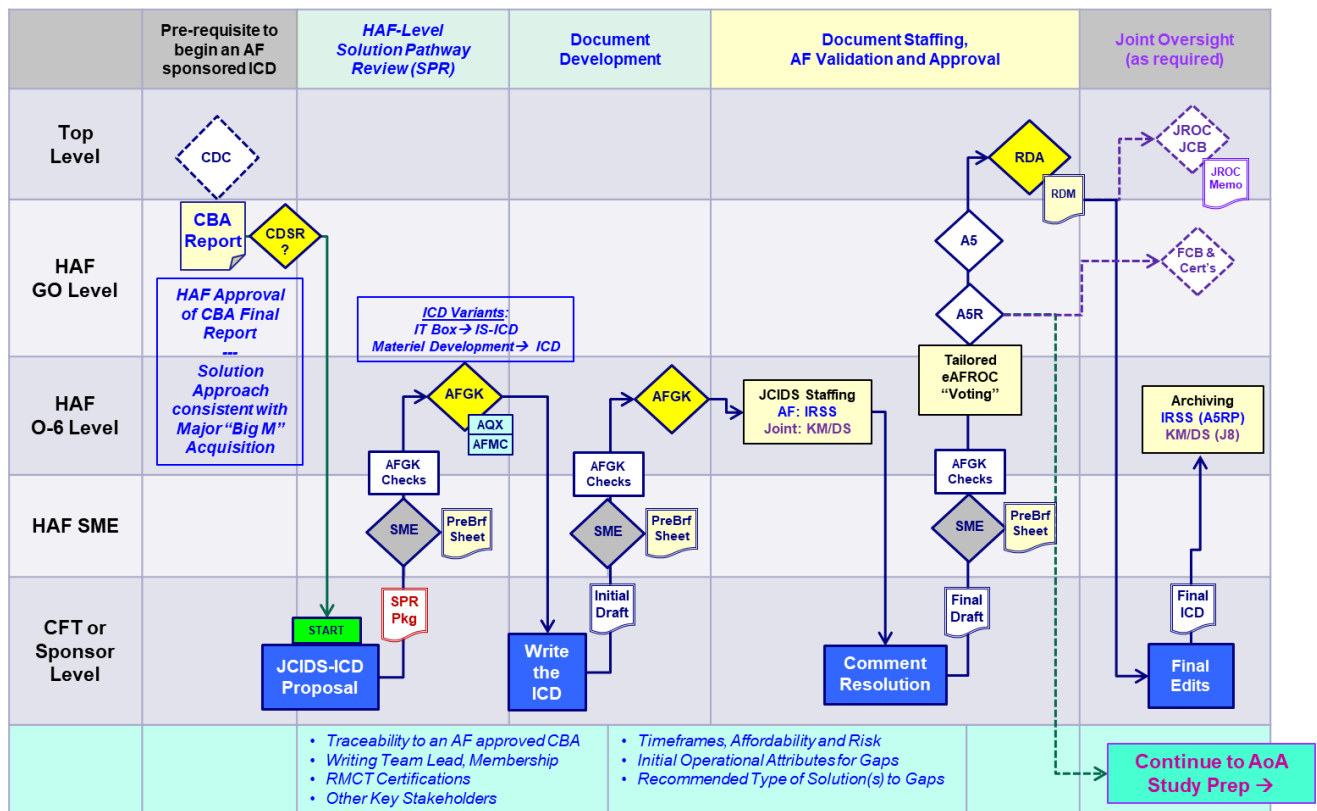 Pre-requisite to
begin an AF
sponsored ICD
HAF-Level
Solution Pathway
Review (SPR)
Document
Development
Document Staffing,
AF Validation and Approval
Joint Oversight
(as required)
Top
Level
CDC
RDA
RDM
JROC
JCB
JROC
Memo
HAF
GO Level
CBA
Report
CDSR
?
HAF Approval
of CBA Final
Report
---
Solution
Approach
consistent with
Major “Big M”
Acquisition
ICD Variants:
IT Box→ IS-ICD
Materiel Development→ ICD
A5
A5R
FCB &
Cert's
HAF
O-6 Level
AFGK
AQX
AFMC
AFGK
Checks
AFGK
AFGK
Checks
JCIDS Staffing
AF: IRSS
Joint: KM/DS
Tailored
eAFROC
“Voting”
AFGK
Checks
Archiving
IRSS (A5RP)
KM/DS (J8)
HAF SME
SME
PreBrf
Sheet
SME
PreBrf
Sheet
SME
PreBrf
Sheet
CFT or
Sponsor
Level
START
JCIDS-ICD
Proposal
SPR
Pkg
Write
the
ICD
Initial
Draft
Comment
Resolution
Final
Draft
Final
ICD
Final
Edits
• Traceability to an AF approved CBA
• Writing Team Lead, Membership
• RMCT Certifications
• Other Key Stakeholders
• Timeframes, Affordability and Risk
• Initial Operational Attributes for Gaps
• Recommended Type of Solution(s) to Gaps
Continue to AoA
Study Prep →